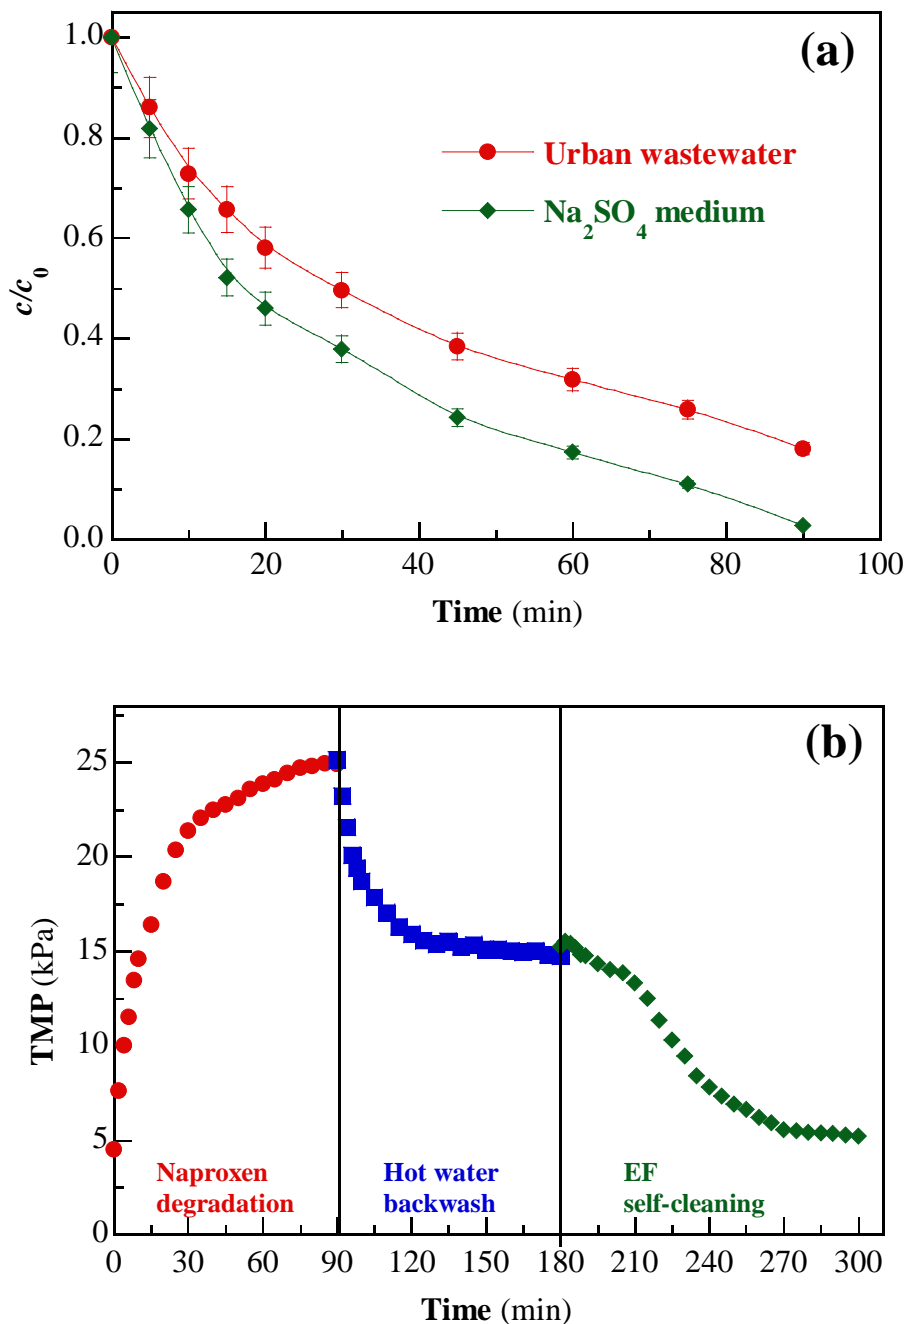 (a)
1.0
0.8
0.6
0.4
0.2
0.0
c/c0
Urban wastewater
Na2SO4 medium
0 20 40 60 80 100
Time (min)
(b)
25
20
15
10
5
0
TMP (kPa)
Naproxen
degradation
Hot water
backwash
EF
self-cleaning
0 30 60 90 120 150 180 210 240 270 300
Time (min)